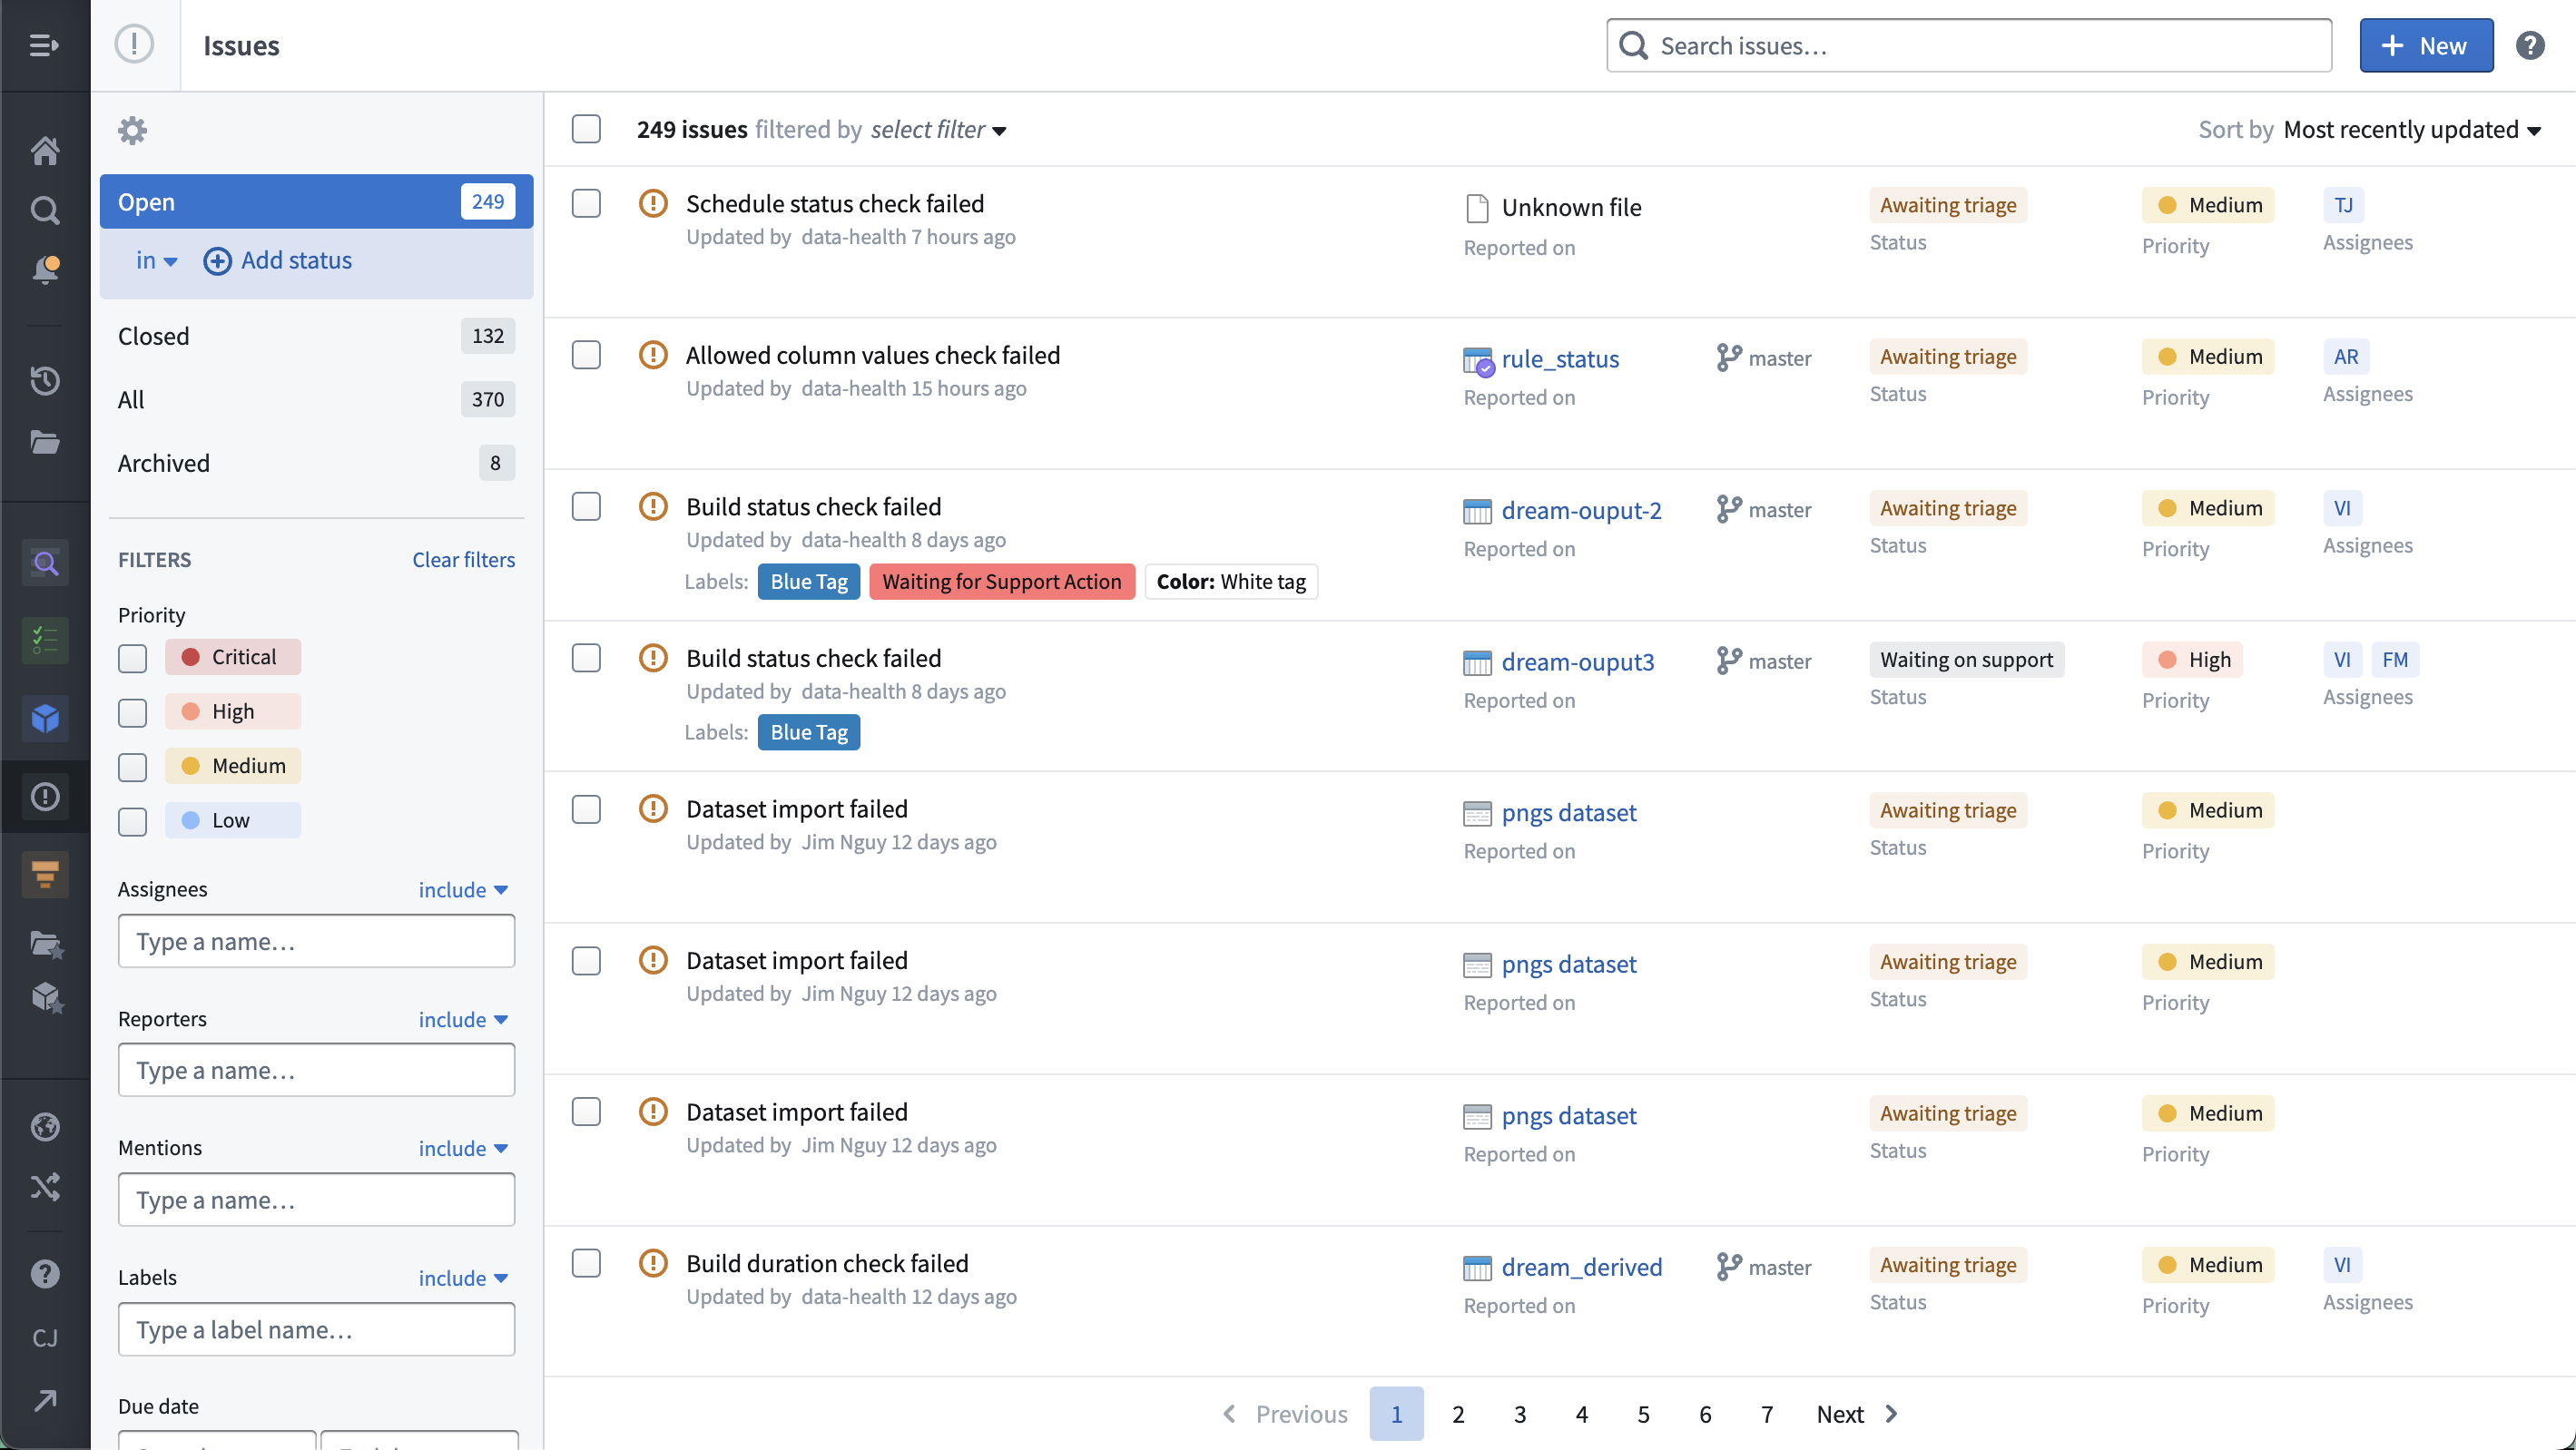 Issues
Search issues…
New
249 issues filtered by select filter
Sort by Most recently updated
Open 249
in Add status
Closed 132
All 370
Archived 8
FILTERS Clear filters
Priority
Critical
High
Medium
Low
Assignees include
Type a name…
Reporters include
Type a name…
Mentions include
Type a name…
Labels include
Type a label name…
Due date
CJ
Schedule status check failed
Updated by data-health 7 hours ago
Unknown file
Reported on
Awaiting triage
Status
Medium
Priority
TJ
Assignees
Allowed column values check failed
Updated by data-health 15 hours ago
rule_status
Reported on
master
Awaiting triage
Status
Medium
Priority
AR
Assignees
Build status check failed
Updated by data-health 8 days ago
Labels: Blue Tag Waiting for Support Action Color: White tag
dream-ouput-2
Reported on
master
Awaiting triage
Status
Medium
Priority
VI
Assignees
Build status check failed
Updated by data-health 8 days ago
Labels: Blue Tag
dream-ouput3
Reported on
master
Waiting on support
Status
High
Priority
VI FM
Assignees
Dataset import failed
Updated by Jim Nguy 12 days ago
pngs dataset
Reported on
Awaiting triage
Status
Medium
Priority
Dataset import failed
Updated by Jim Nguy 12 days ago
pngs dataset
Reported on
Awaiting triage
Status
Medium
Priority
Dataset import failed
Updated by Jim Nguy 12 days ago
pngs dataset
Reported on
Awaiting triage
Status
Medium
Priority
Build duration check failed
Updated by data-health 12 days ago
dream_derived
Reported on
master
Awaiting triage
Status
Medium
Priority
VI
Assignees
Previous 1 2 3 4 5 6 7 Next